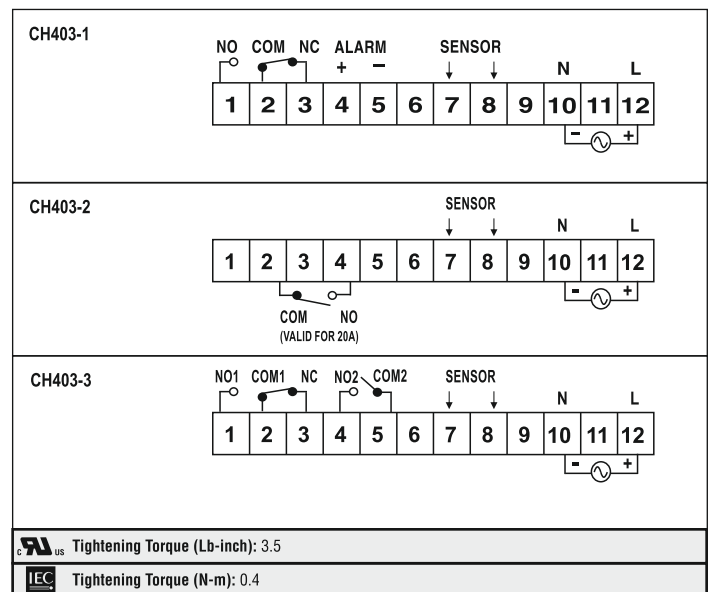 CH403-1
NO COM NC ALARM SENSOR
+ −
N L
1 2 3 4 5 6 7 8 9 10 11 12
- +
CH403-2
SENSOR
N L
1 2 3 4 5 6 7 8 9 10 11 12
- +
COM NO
(VALID FOR 20A)
CH403-3
NO1 COM1 NC NO2 COM2 SENSOR
N L
1 2 3 4 5 6 7 8 9 10 11 12
- +
c RU us Tightening Torque (Lb-inch): 3.5
IEC Tightening Torque (N-m): 0.4